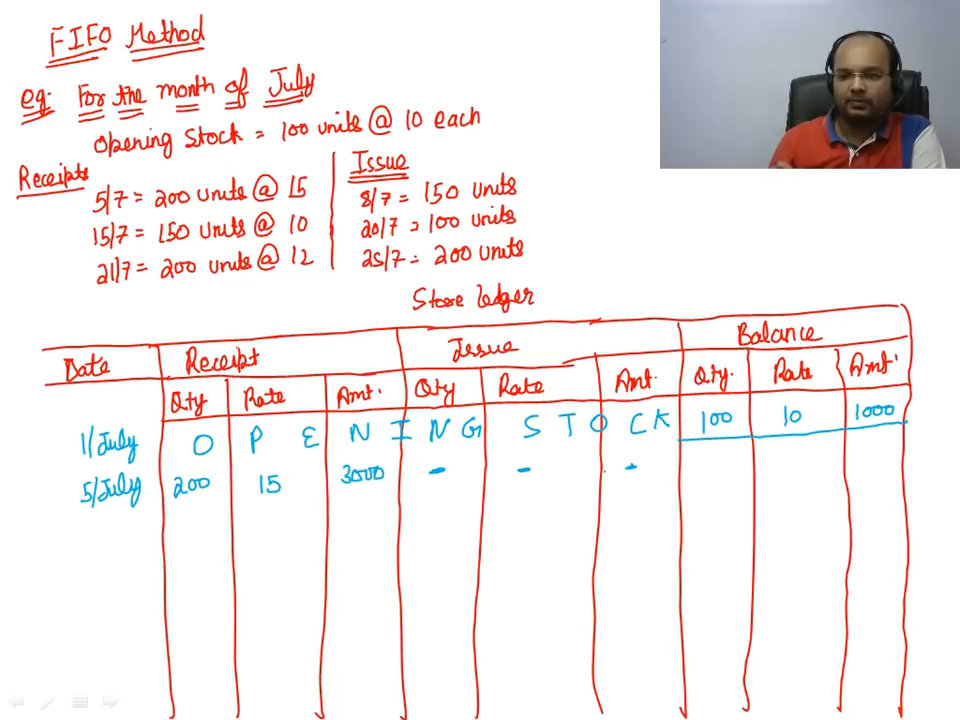 FIFO Method
eg:- For the month of July
Opening Stock = 100 units @ 10 each
Receipts
5/7 = 200 units @ 15
15/7 = 150 units @ 10
21/7 = 200 units @ 12
Issue
8/7 = 150 units
20/7 = 100 units
25/7 = 200 units
Store ledger
Date Receipt Issue Balance
Qty Rate Amt. Qty Rate Amt. Qty. Rate Amt.
1/July OPENING STOCK 100 10 1000
5/July 200 15 3000 - - -